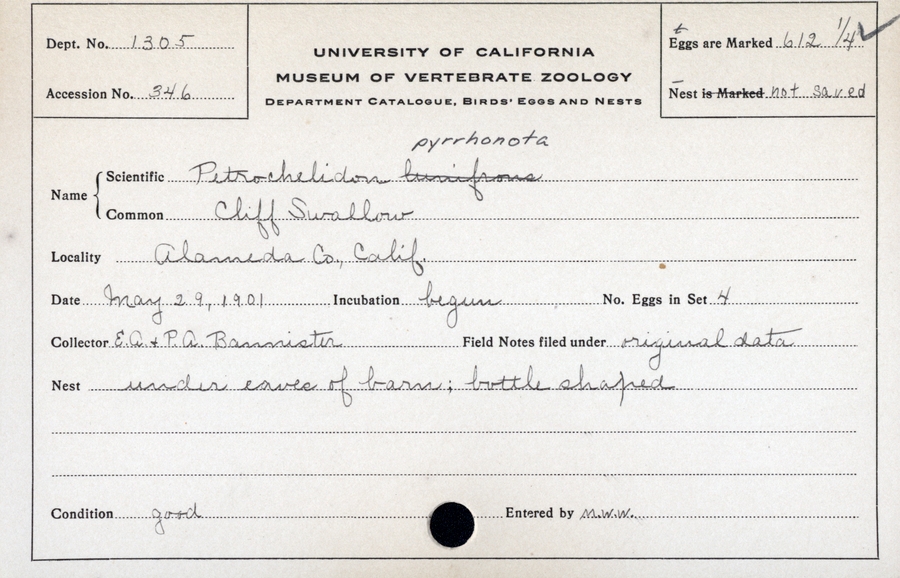 Dept. No. 1305
Accession No. 346
UNIVERSITY OF CALIFORNIA
MUSEUM OF VERTEBRATE ZOOLOGY
DEPARTMENT CATALOGUE, BIRDS' EGGS AND NESTS
Eggs are Marked 612 1/4 ✓
Nest is Marked not saved
pyrrhonota
Name { Scientific Petrochelidon lunifrons
Common Cliff Swallow
Locality Alameda Co., Calif.
Date May 29, 1901 Incubation begun No. Eggs in Set 4
Collector E.A. + P.A. Bannister Field Notes filed under original data
Nest under eaves of barn; bottle shaped
Condition good Entered by M.W.W.